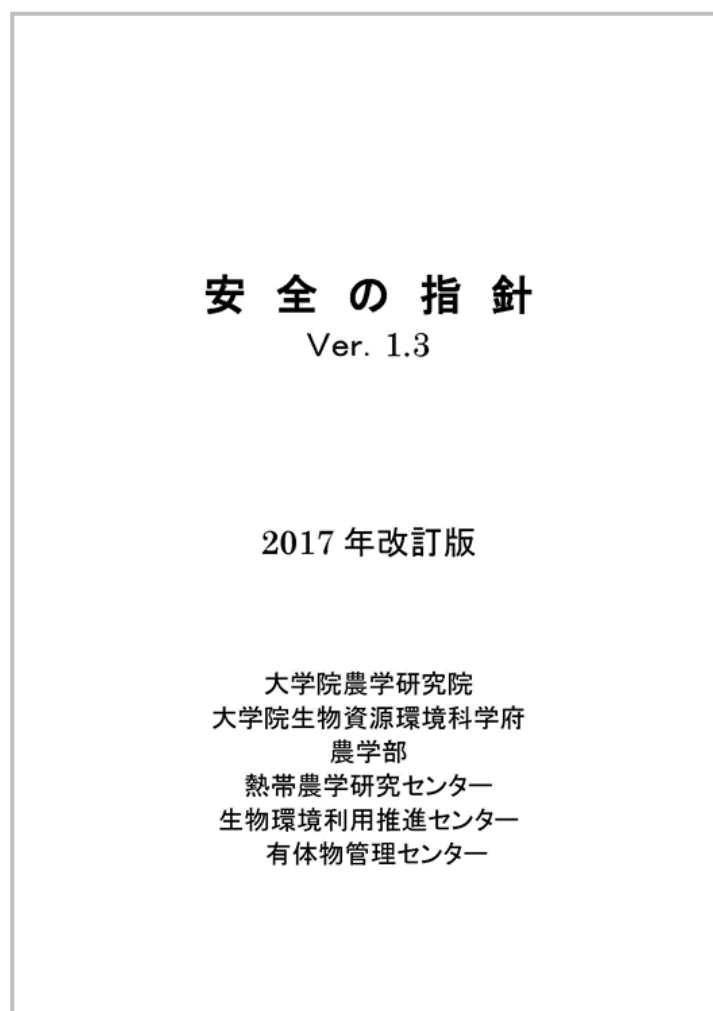 安 全 の 指 針
Ver. 1.3
2017 年改訂版
大学院農学研究院
大学院生物資源環境科学府
農学部
熱帯農学研究センター
生物環境利用推進センター
有体物管理センター